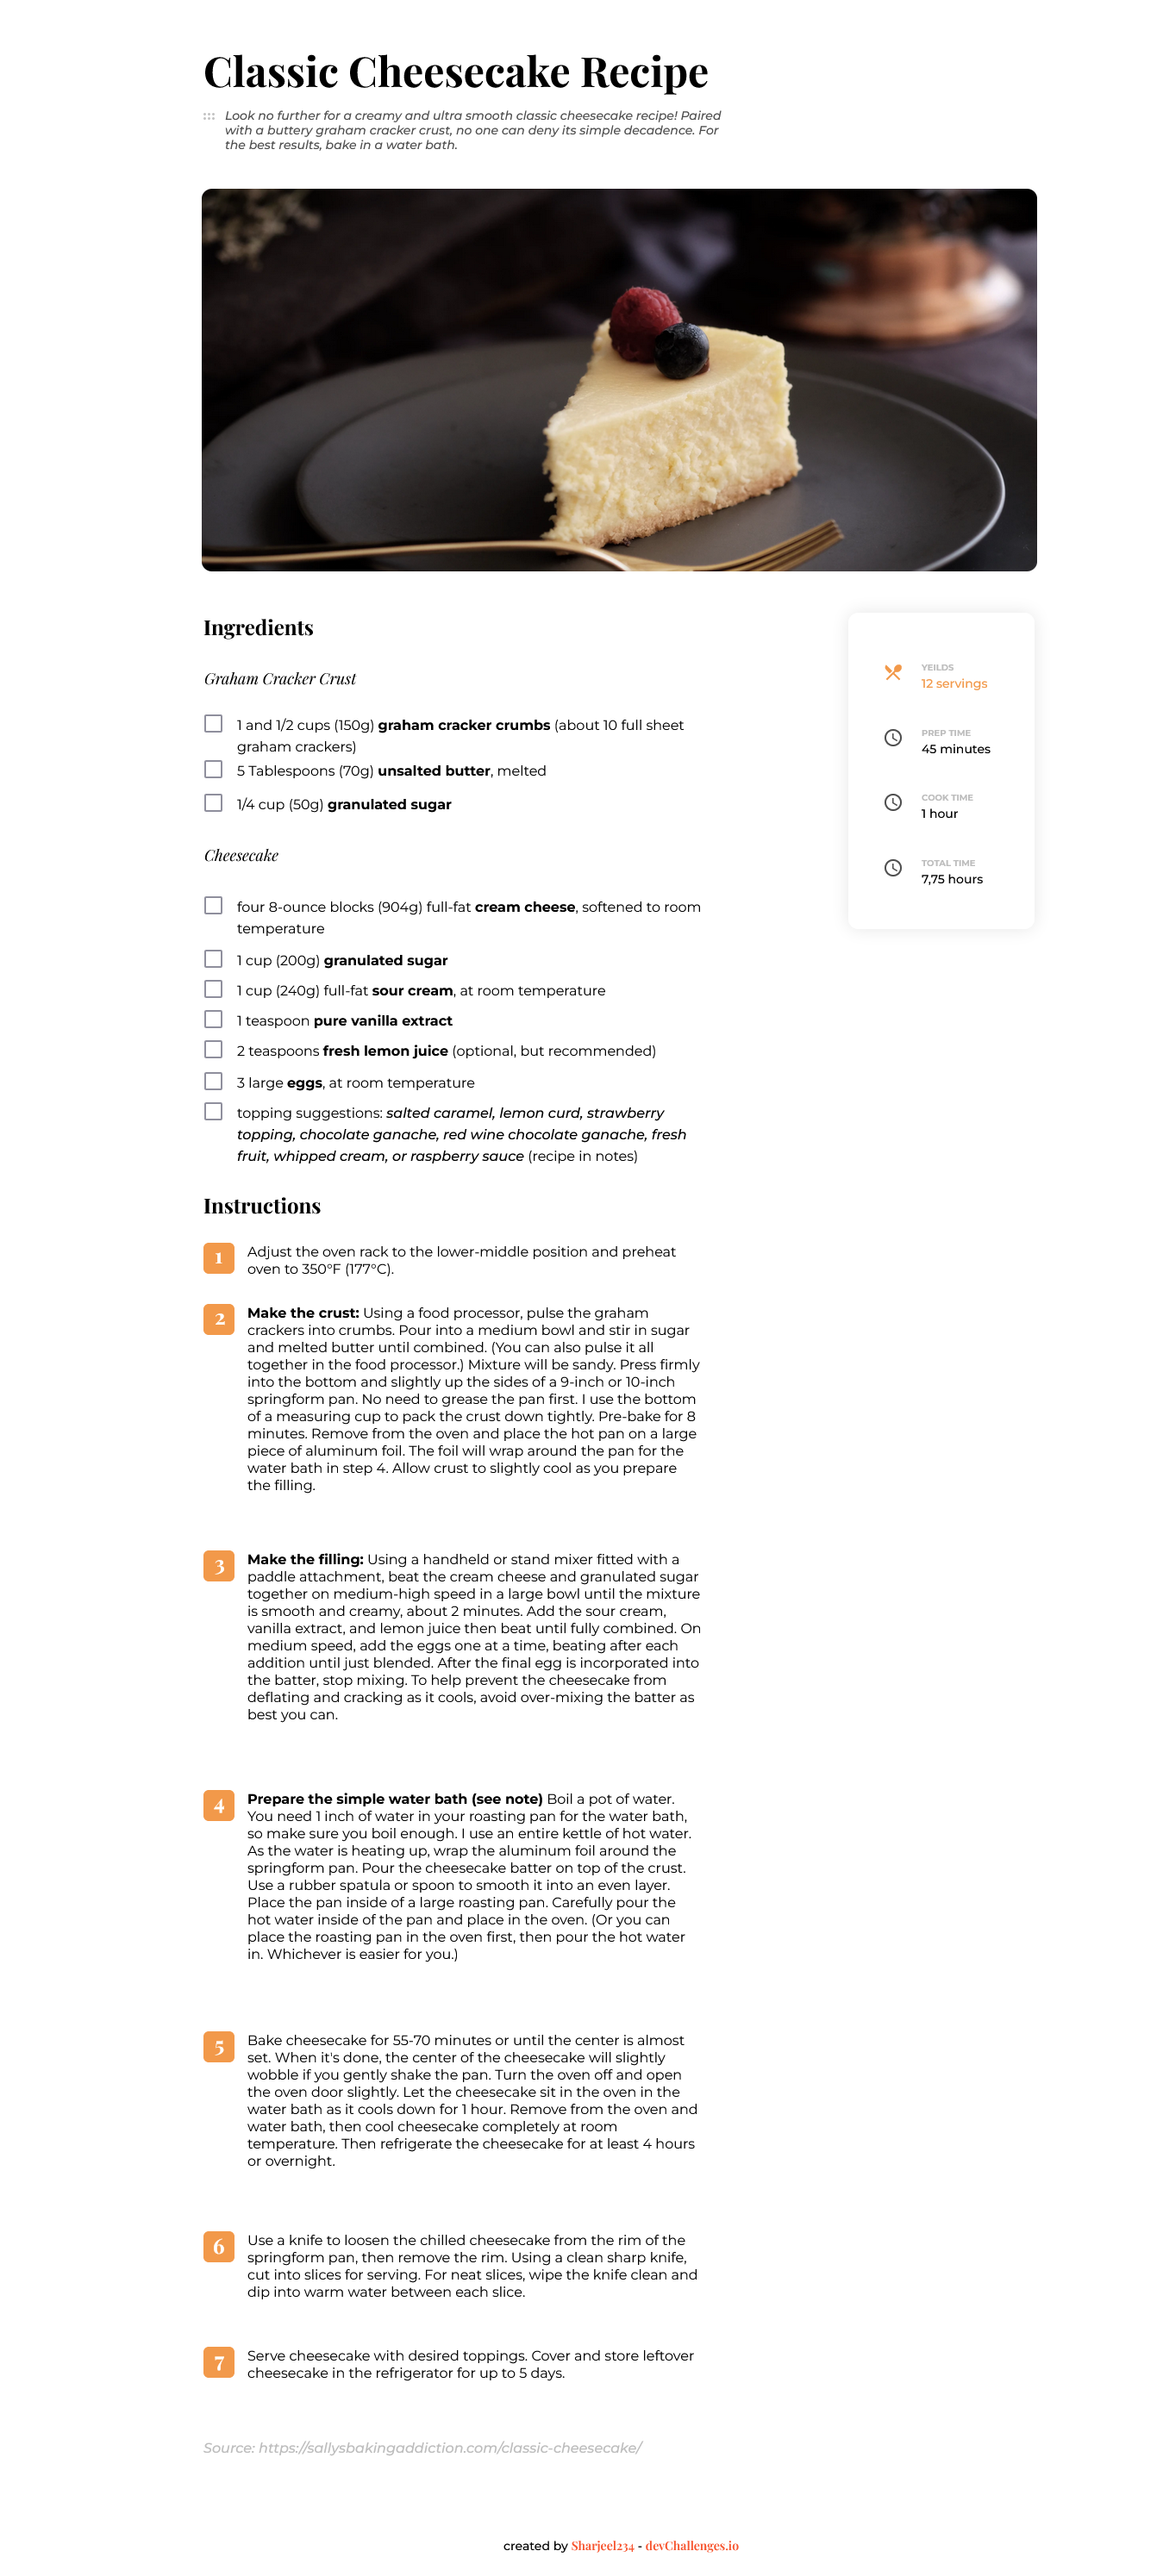 Classic Cheesecake Recipe
Look no further for a creamy and ultra smooth classic cheesecake recipe! Paired
with a buttery graham cracker crust, no one can deny its simple decadence. For
the best results, bake in a water bath.
Ingredients
Graham Cracker Crust
1 and 1/2 cups (150g) graham cracker crumbs (about 10 full sheet
graham crackers)
5 Tablespoons (70g) unsalted butter, melted
1/4 cup (50g) granulated sugar
Cheesecake
four 8-ounce blocks (904g) full-fat cream cheese, softened to room
temperature
1 cup (200g) granulated sugar
1 cup (240g) full-fat sour cream, at room temperature
1 teaspoon pure vanilla extract
2 teaspoons fresh lemon juice (optional, but recommended)
3 large eggs, at room temperature
topping suggestions: salted caramel, lemon curd, strawberry
topping, chocolate ganache, red wine chocolate ganache, fresh
fruit, whipped cream, or raspberry sauce (recipe in notes)
YEILDS
12 servings
PREP TIME
45 minutes
COOK TIME
1 hour
TOTAL TIME
7,75 hours
Instructions
1 Adjust the oven rack to the lower-middle position and preheat
oven to 350°F (177°C).
2 Make the crust: Using a food processor, pulse the graham
crackers into crumbs. Pour into a medium bowl and stir in sugar
and melted butter until combined. (You can also pulse it all
together in the food processor.) Mixture will be sandy. Press firmly
into the bottom and slightly up the sides of a 9-inch or 10-inch
springform pan. No need to grease the pan first. I use the bottom
of a measuring cup to pack the crust down tightly. Pre-bake for 8
minutes. Remove from the oven and place the hot pan on a large
piece of aluminum foil. The foil will wrap around the pan for the
water bath in step 4. Allow crust to slightly cool as you prepare
the filling.
3 Make the filling: Using a handheld or stand mixer fitted with a
paddle attachment, beat the cream cheese and granulated sugar
together on medium-high speed in a large bowl until the mixture
is smooth and creamy, about 2 minutes. Add the sour cream,
vanilla extract, and lemon juice then beat until fully combined. On
medium speed, add the eggs one at a time, beating after each
addition until just blended. After the final egg is incorporated into
the batter, stop mixing. To help prevent the cheesecake from
deflating and cracking as it cools, avoid over-mixing the batter as
best you can.
4 Prepare the simple water bath (see note) Boil a pot of water.
You need 1 inch of water in your roasting pan for the water bath,
so make sure you boil enough. I use an entire kettle of hot water.
As the water is heating up, wrap the aluminum foil around the
springform pan. Pour the cheesecake batter on top of the crust.
Use a rubber spatula or spoon to smooth it into an even layer.
Place the pan inside of a large roasting pan. Carefully pour the
hot water inside of the pan and place in the oven. (Or you can
place the roasting pan in the oven first, then pour the hot water
in. Whichever is easier for you.)
5 Bake cheesecake for 55-70 minutes or until the center is almost
set. When it's done, the center of the cheesecake will slightly
wobble if you gently shake the pan. Turn the oven off and open
the oven door slightly. Let the cheesecake sit in the oven in the
water bath as it cools down for 1 hour. Remove from the oven and
water bath, then cool cheesecake completely at room
temperature. Then refrigerate the cheesecake for at least 4 hours
or overnight.
6 Use a knife to loosen the chilled cheesecake from the rim of the
springform pan, then remove the rim. Using a clean sharp knife,
cut into slices for serving. For neat slices, wipe the knife clean and
dip into warm water between each slice.
7 Serve cheesecake with desired toppings. Cover and store leftover
cheesecake in the refrigerator for up to 5 days.
Source: https://sallysbakingaddiction.com/classic-cheesecake/
created by Sharjeel234 - devChallenges.io